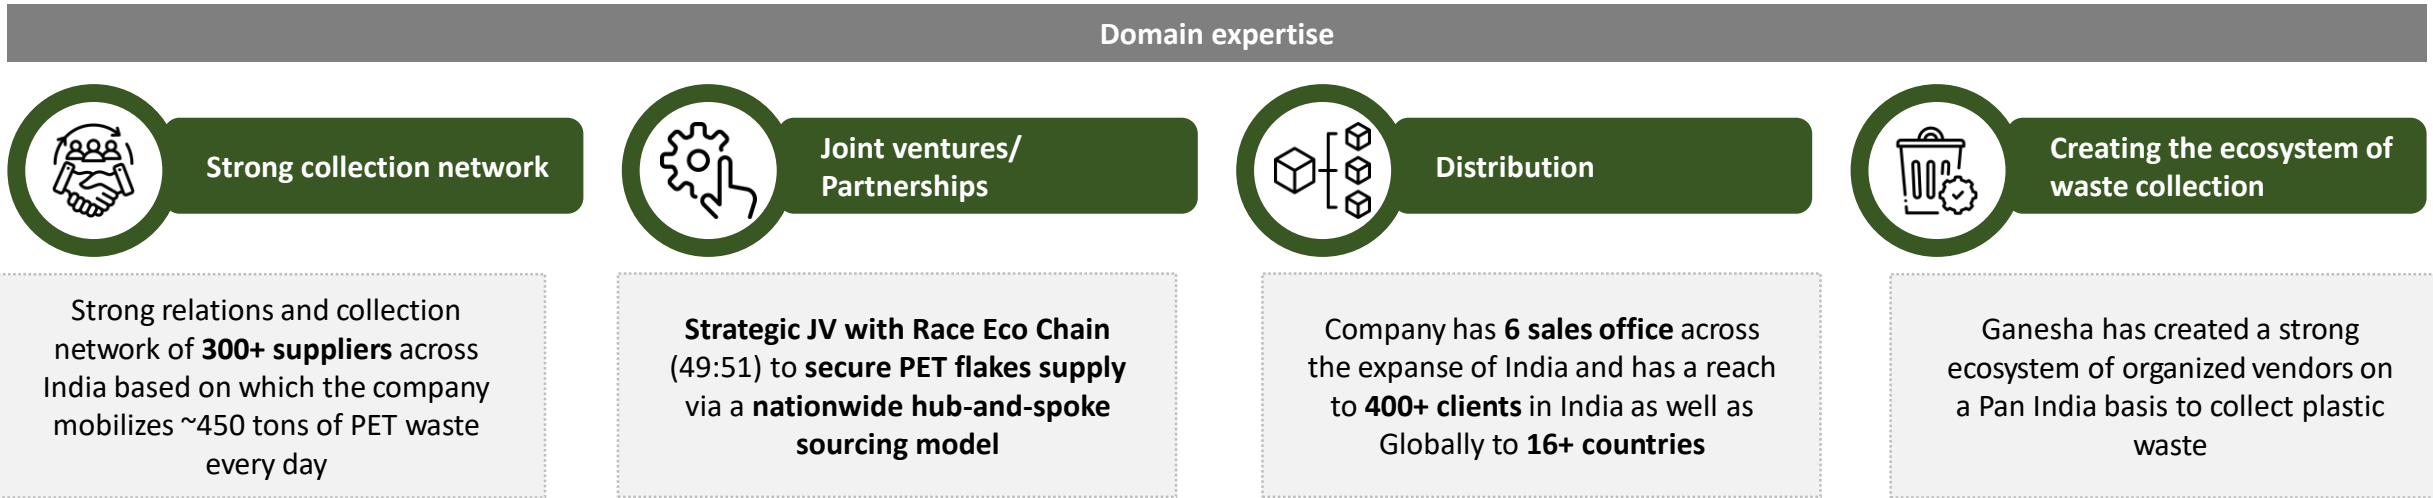 Domain expertise
Strong collection network
Strong relations and collection
network of 300+ suppliers across
India based on which the company
mobilizes ~450 tons of PET waste
every day
Joint ventures/
Partnerships
Strategic JV with Race Eco Chain
(49:51) to secure PET flakes supply
via a nationwide hub-and-spoke
sourcing model
Distribution
Company has 6 sales office across
the expanse of India and has a reach
to 400+ clients in India as well as
Globally to 16+ countries
Creating the ecosystem of
waste collection
Ganesha has created a strong
ecosystem of organized vendors on
a Pan India basis to collect plastic
waste